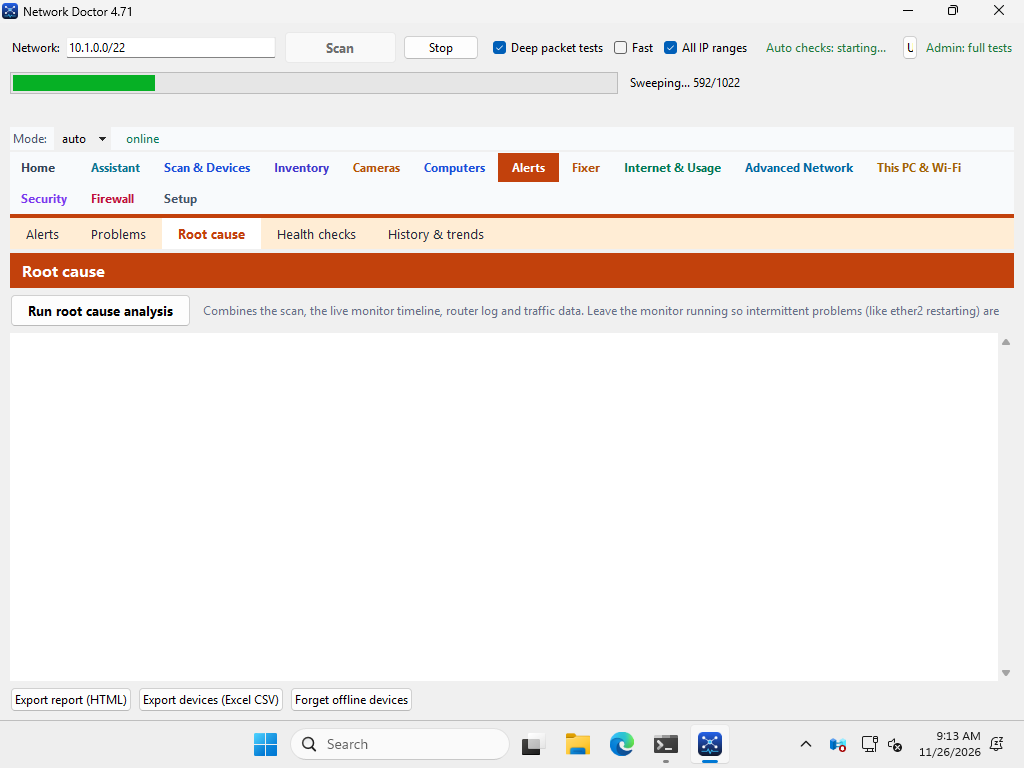 Network Doctor 4.71
Network: 10.1.0.0/22 Scan Stop Deep packet tests Fast All IP ranges Auto checks: starting... Admin: full tests
Sweeping... 592/1022
Mode: auto online
Home Assistant Scan & Devices Inventory Cameras Computers Alerts Fixer Internet & Usage Advanced Network This PC & Wi-Fi
Security Firewall Setup
Alerts Problems Root cause Health checks History & trends
Root cause
Run root cause analysis Combines the scan, the live monitor timeline, router log and traffic data. Leave the monitor running so intermittent problems (like ether2 restarting) are
Export report (HTML) Export devices (Excel CSV) Forget offline devices
Search
9:13 AM
11/26/2026